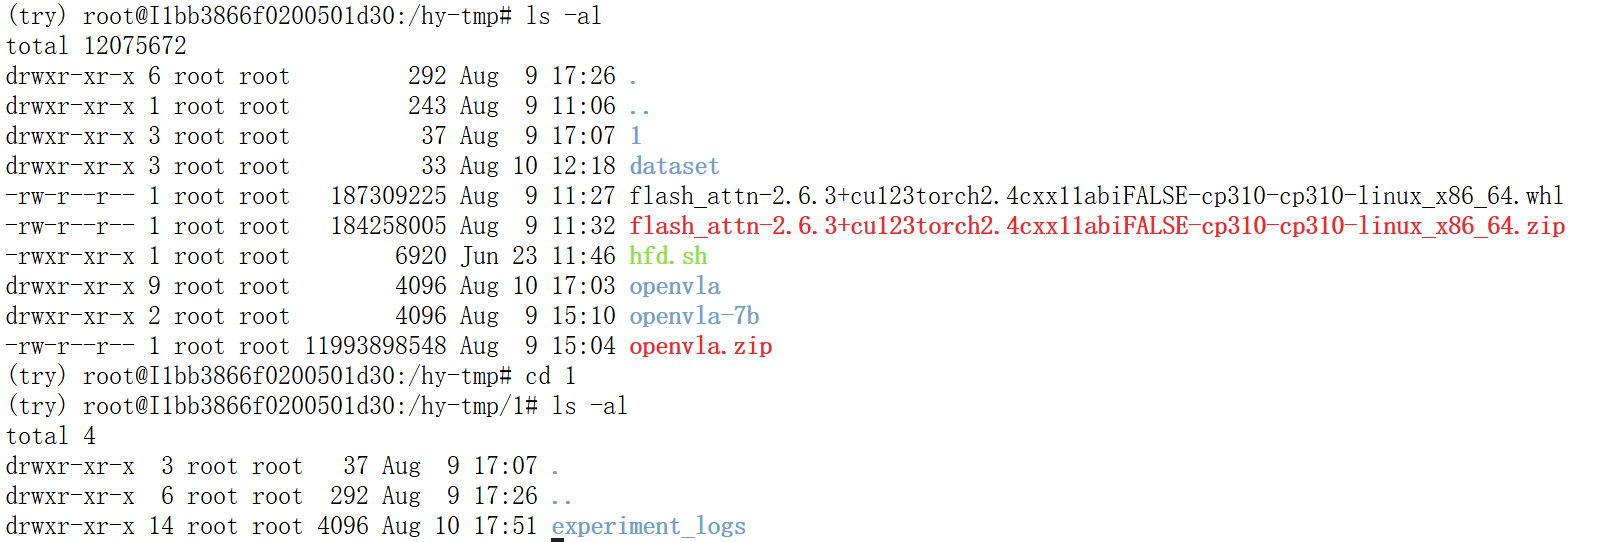 (try) root@I1bb3866f0200501d30:/hy-tmp# ls -al
total 12075672
drwxr-xr-x 6 root root         292 Aug  9 17:26 .
drwxr-xr-x 1 root root         243 Aug  9 11:06 ..
drwxr-xr-x 3 root root          37 Aug  9 17:07 1
drwxr-xr-x 3 root root          33 Aug 10 12:18 dataset
-rw-r--r-- 1 root root   187309225 Aug  9 11:27 flash_attn-2.6.3+cu123torch2.4cxx11abiFALSE-cp310-cp310-linux_x86_64.whl
-rw-r--r-- 1 root root   184258005 Aug  9 11:32 flash_attn-2.6.3+cu123torch2.4cxx11abiFALSE-cp310-cp310-linux_x86_64.zip
-rwxr-xr-x 1 root root        6920 Jun 23 11:46 hfd.sh
drwxr-xr-x 9 root root        4096 Aug 10 17:03 openvla
drwxr-xr-x 2 root root        4096 Aug  9 15:10 openvla-7b
-rw-r--r-- 1 root root 11993898548 Aug  9 15:04 openvla.zip
(try) root@I1bb3866f0200501d30:/hy-tmp# cd 1
(try) root@I1bb3866f0200501d30:/hy-tmp/1# ls -al
total 4
drwxr-xr-x  3 root root   37 Aug  9 17:07 .
drwxr-xr-x  6 root root  292 Aug  9 17:26 ..
drwxr-xr-x 14 root root 4096 Aug 10 17:51 experiment_logs